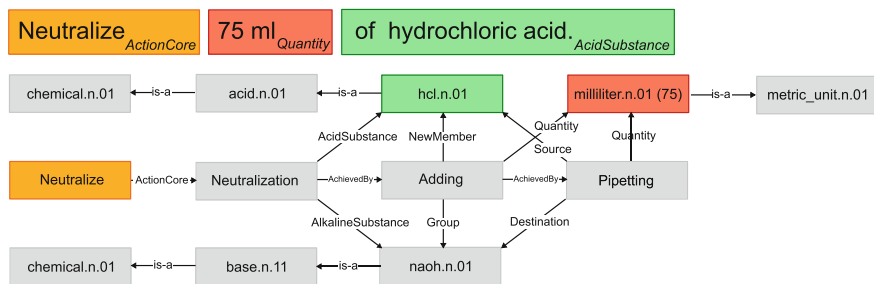 Neutralize ActionCore 75 ml Quantity of hydrochloric acid. AcidSubstance
chemical.n.01 is-a acid.n.01 is-a hcl.n.01 milliliter.n.01 (75) is-a metric_unit.n.01
AcidSubstance NewMember Quantity Source Quantity
Neutralize ActionCore Neutralization AchievedBy Adding AchievedBy Pipetting
AlkalineSubstance Group Destination
chemical.n.01 is-a base.n.11 is-a naoh.n.01